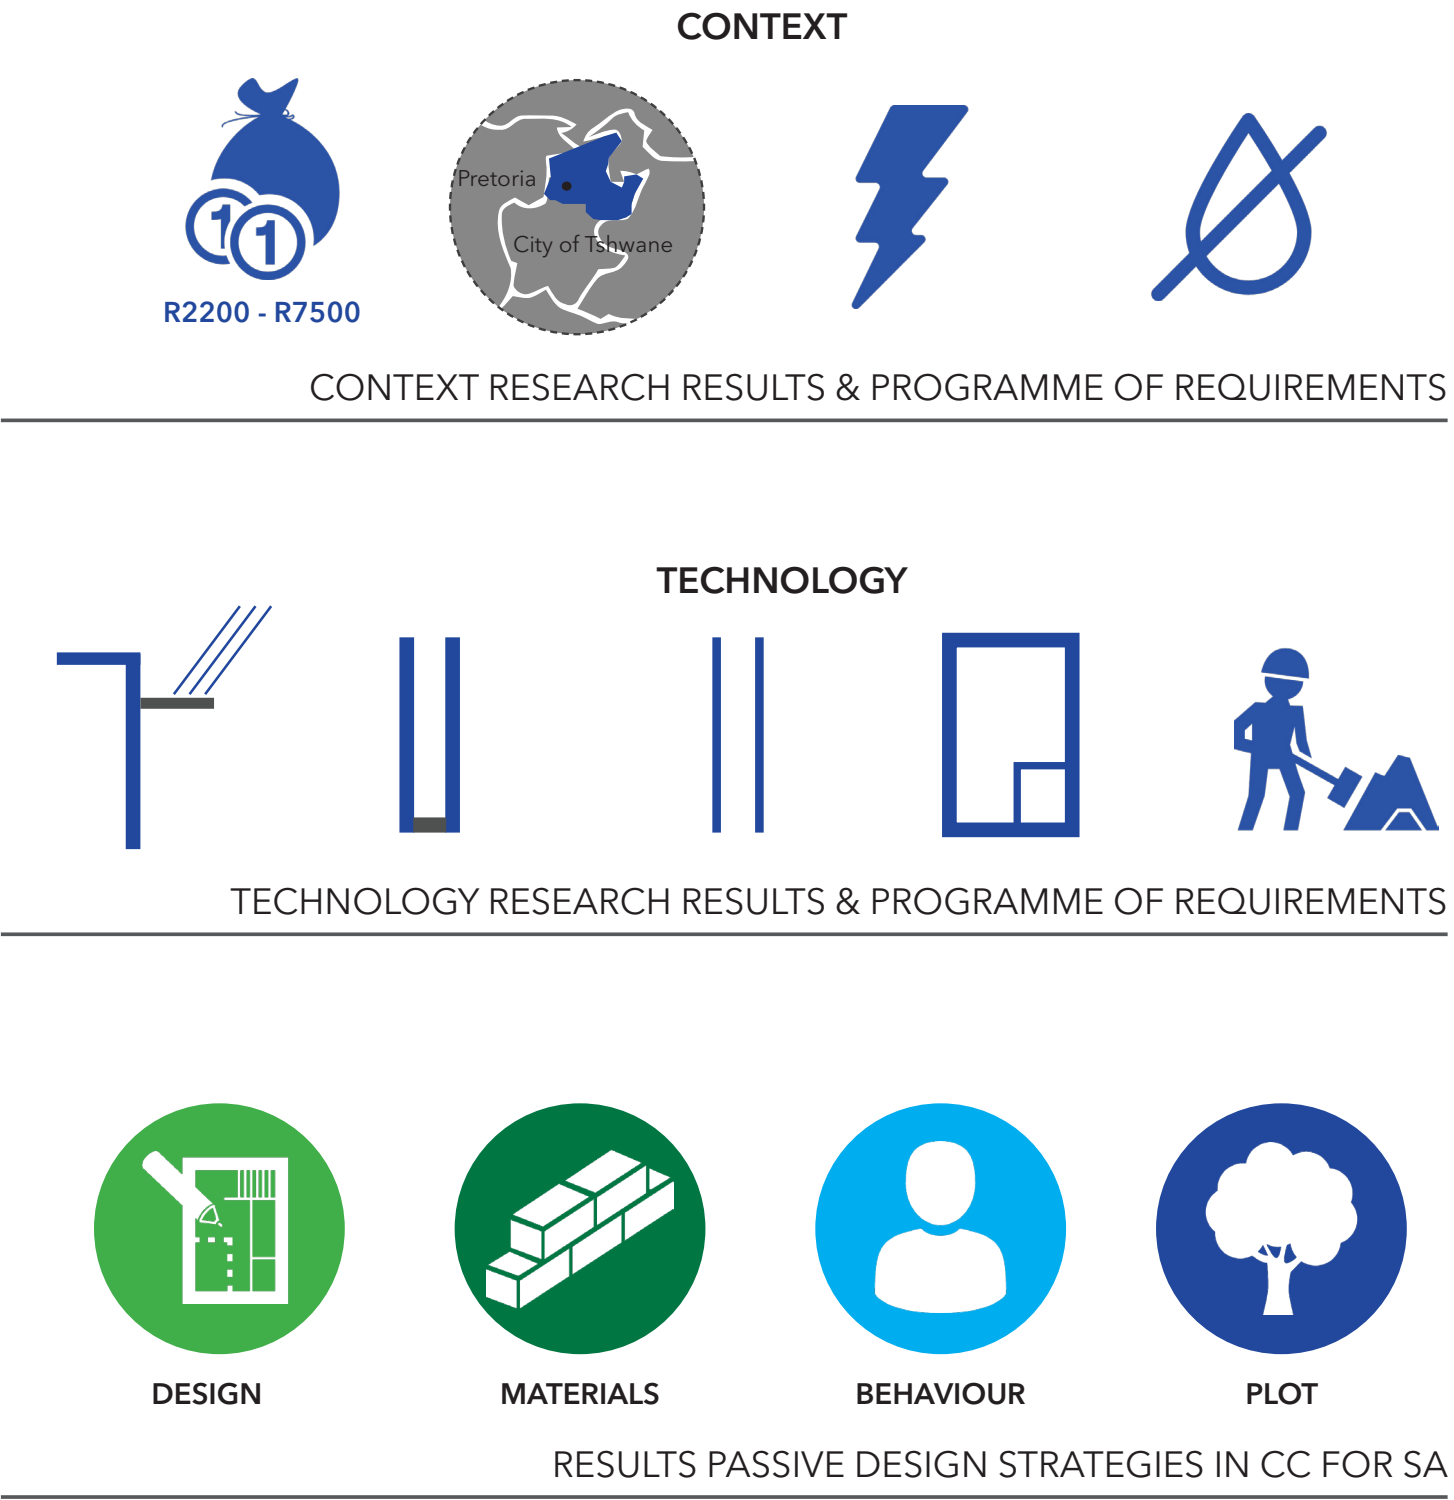 CONTEXT
1 1
Pretoria
City of Tshwane
R2200 - R7500
CONTEXT RESEARCH RESULTS & PROGRAMME OF REQUIREMENTS
TECHNOLOGY
TECHNOLOGY RESEARCH RESULTS & PROGRAMME OF REQUIREMENTS
DESIGN
MATERIALS
BEHAVIOUR
PLOT
RESULTS PASSIVE DESIGN STRATEGIES IN CC FOR SA